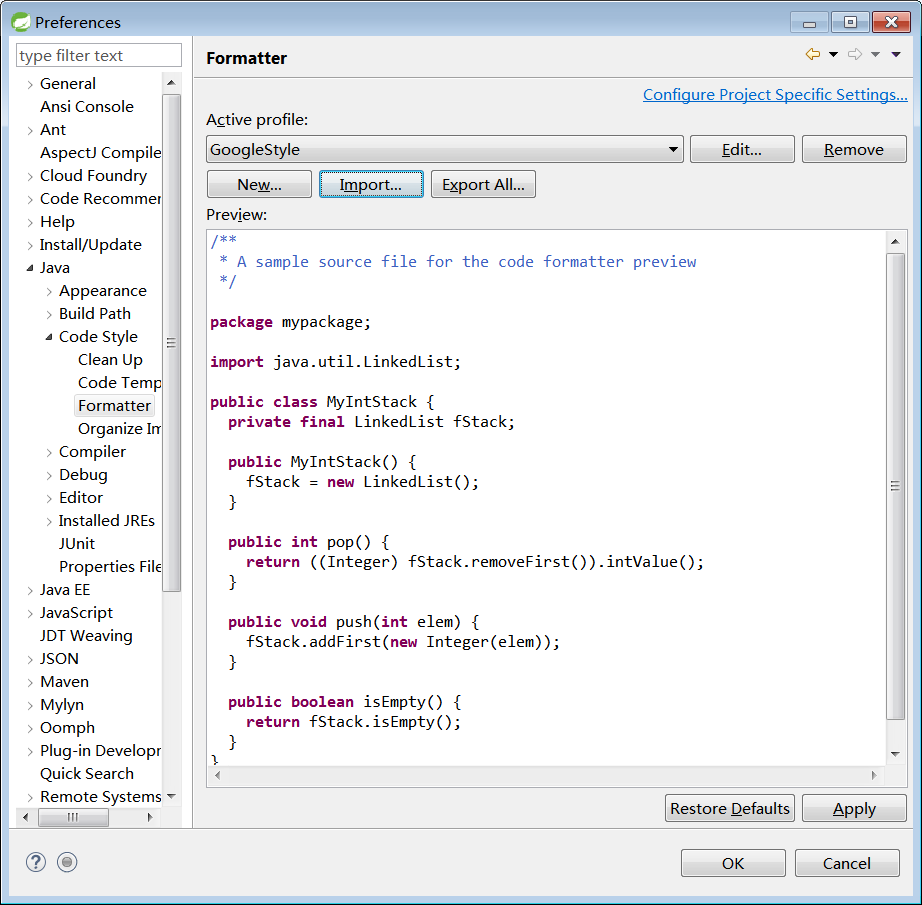 Preferences
type filter text
General
Ansi Console
Ant
AspectJ Compile
Cloud Foundry
Code Recommer
Help
Install/Update
Java
Appearance
Build Path
Code Style
Clean Up
Code Temp
Formatter
Organize Im
Compiler
Debug
Editor
Installed JREs
JUnit
Properties File
Java EE
JavaScript
JDT Weaving
JSON
Maven
Mylyn
Oomph
Plug-in Developr
Quick Search
Remote Systems
Formatter
Configure Project Specific Settings...
Active profile:
GoogleStyle
Edit...
Remove
New...
Import...
Export All...
Preview:
/**
 * A sample source file for the code formatter preview
 */
package mypackage;
import java.util.LinkedList;
public class MyIntStack {
  private final LinkedList fStack;
  public MyIntStack() {
    fStack = new LinkedList();
  }
  public int pop() {
    return ((Integer) fStack.removeFirst()).intValue();
  }
  public void push(int elem) {
    fStack.addFirst(new Integer(elem));
  }
  public boolean isEmpty() {
    return fStack.isEmpty();
  }
}
Restore Defaults
Apply
?
OK
Cancel